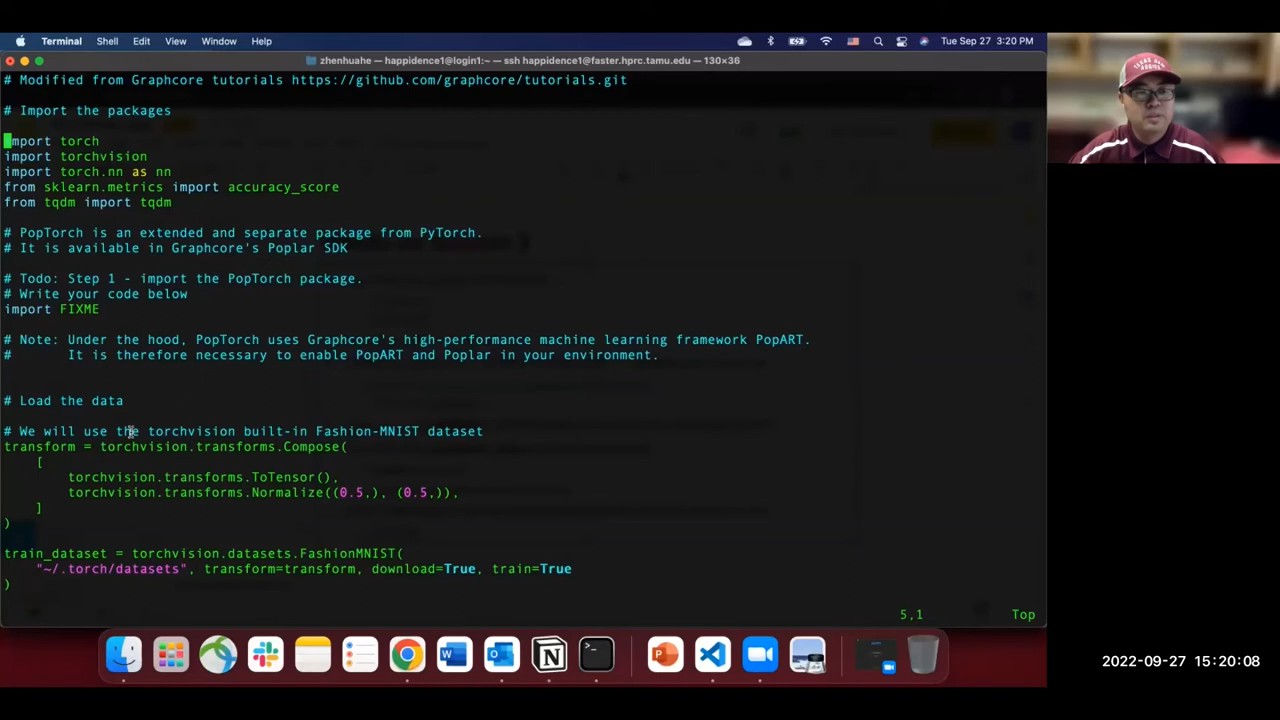 Terminal Shell Edit View Window Help Tue Sep 27 3:20 PM
zhenhuahe — happidence1@login1:~ — ssh happidence1@faster.hprc.tamu.edu — 130×36
# Modified from Graphcore tutorials https://github.com/graphcore/tutorials.git
# Import the packages
import torch
import torchvision
import torch.nn as nn
from sklearn.metrics import accuracy_score
from tqdm import tqdm
# PopTorch is an extended and separate package from PyTorch.
# It is available in Graphcore's Poplar SDK
# Todo: Step 1 - import the PopTorch package.
# Write your code below
import FIXME
# Note: Under the hood, PopTorch uses Graphcore's high-performance machine learning framework PopART.
#       It is therefore necessary to enable PopART and Poplar in your environment.
# Load the data
# We will use the torchvision built-in Fashion-MNIST dataset
transform = torchvision.transforms.Compose(
    [
        torchvision.transforms.ToTensor(),
        torchvision.transforms.Normalize((0.5,), (0.5,)),
    ]
)
train_dataset = torchvision.datasets.FashionMNIST(
    "~/.torch/datasets", transform=transform, download=True, train=True
)
5,1 Top
2022-09-27 15:20:08